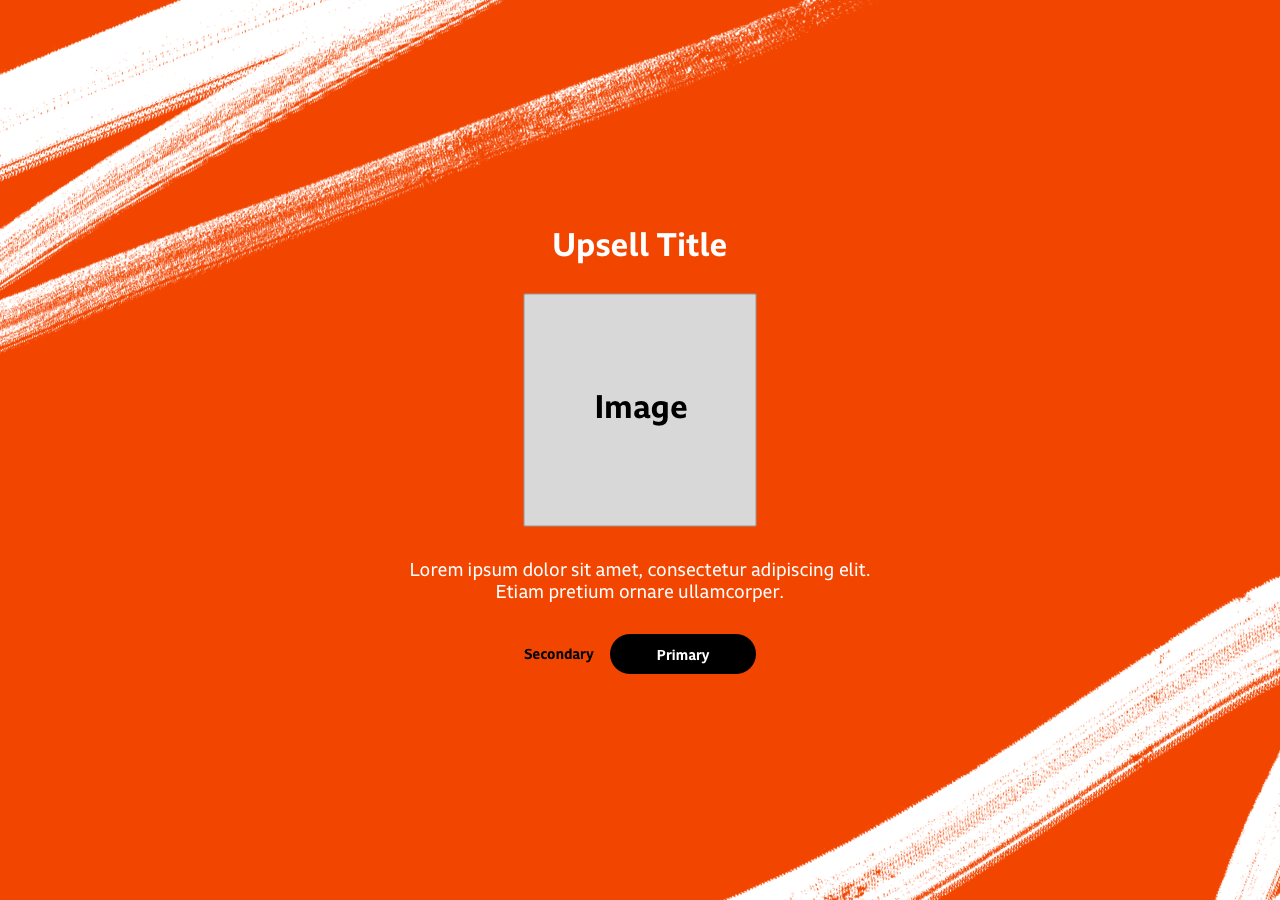 Upsell Title
Image
Lorem ipsum dolor sit amet, consectetur adipiscing elit.
Etiam pretium ornare ullamcorper.
Secondary Primary